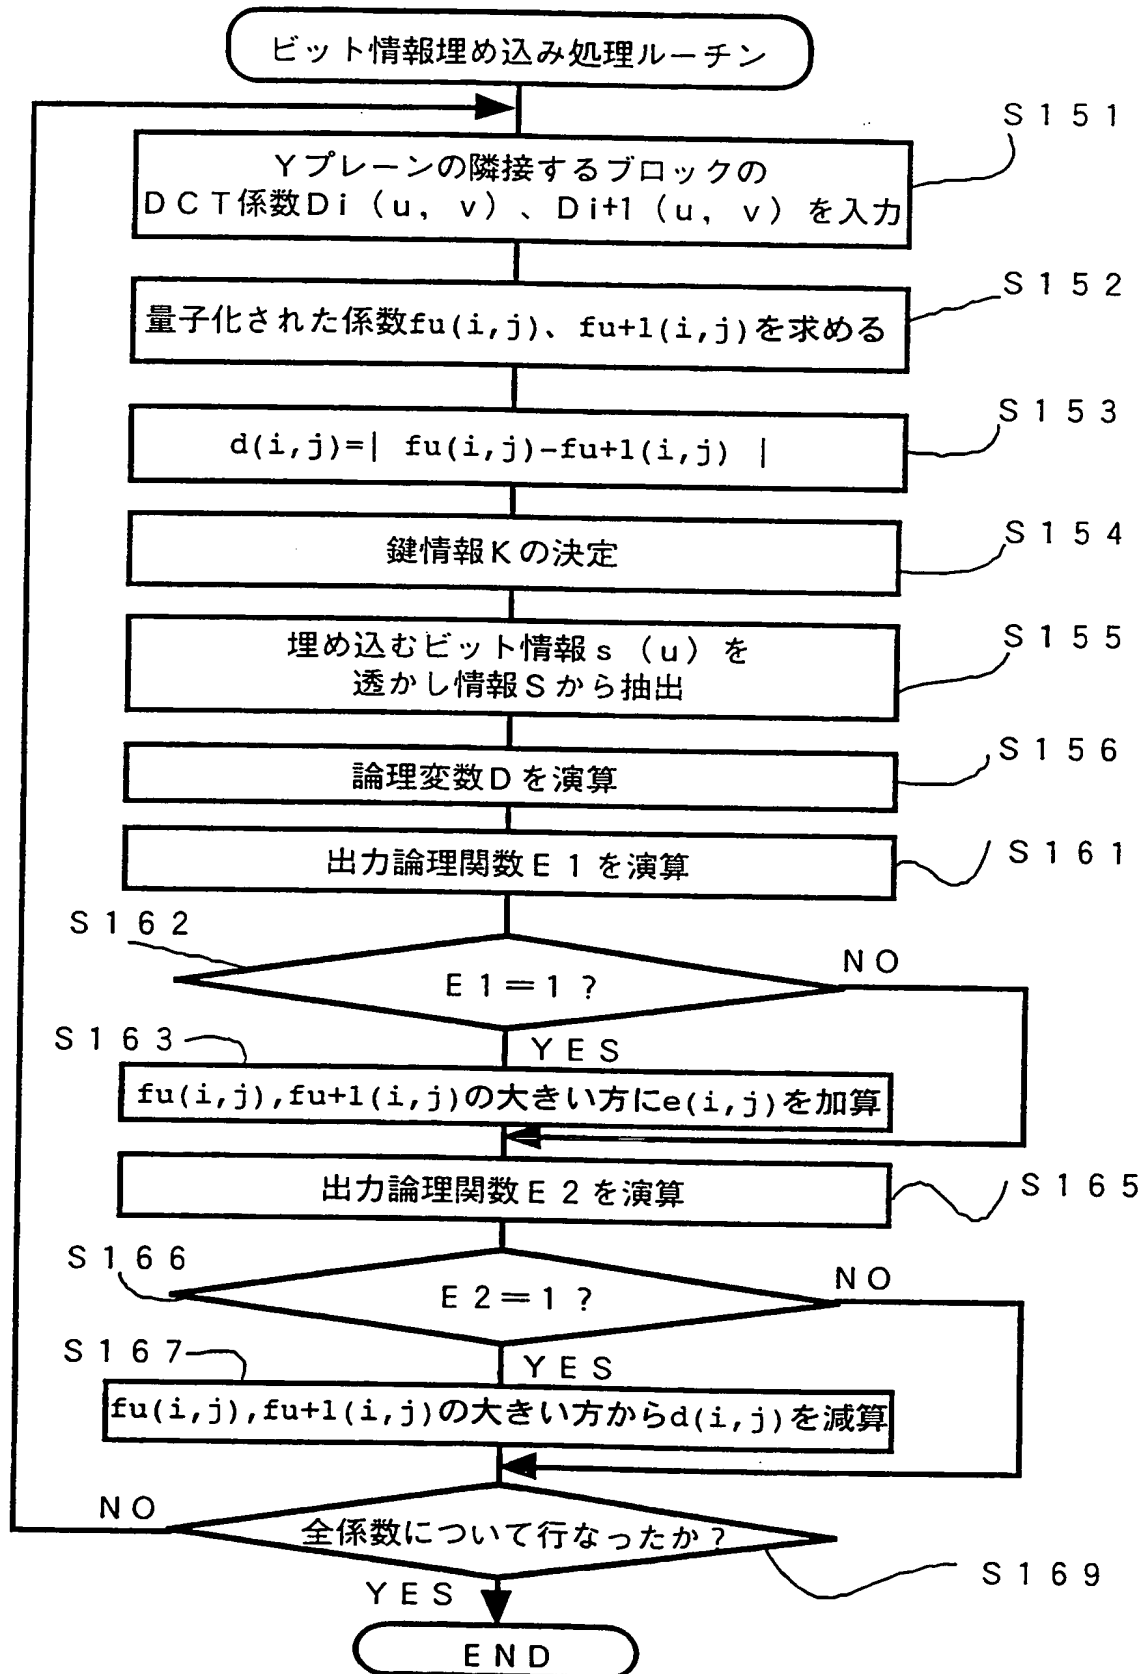 ビット情報埋め込み処理ルーチン
S151
Yプレーンの隣接するブロックの
DCT係数Di(u, v)、Di+1(u, v)を入力
S152
量子化された係数fu(i,j)、fu+1(i,j)を求める
S153
d(i,j)=| fu(i,j)-fu+1(i,j) |
S154
鍵情報Kの決定
S155
埋め込むビット情報s(u)を
透かし情報Sから抽出
S156
論理変数Dを演算
S161
出力論理関数E1を演算
S162
E1=1?
NO
YES
S163
fu(i,j),fu+1(i,j)の大きい方にe(i,j)を加算
出力論理関数E2を演算
S165
S166
E2=1?
NO
YES
S167
fu(i,j),fu+1(i,j)の大きい方からd(i,j)を減算
NO
全係数について行なったか?
S169
YES
END